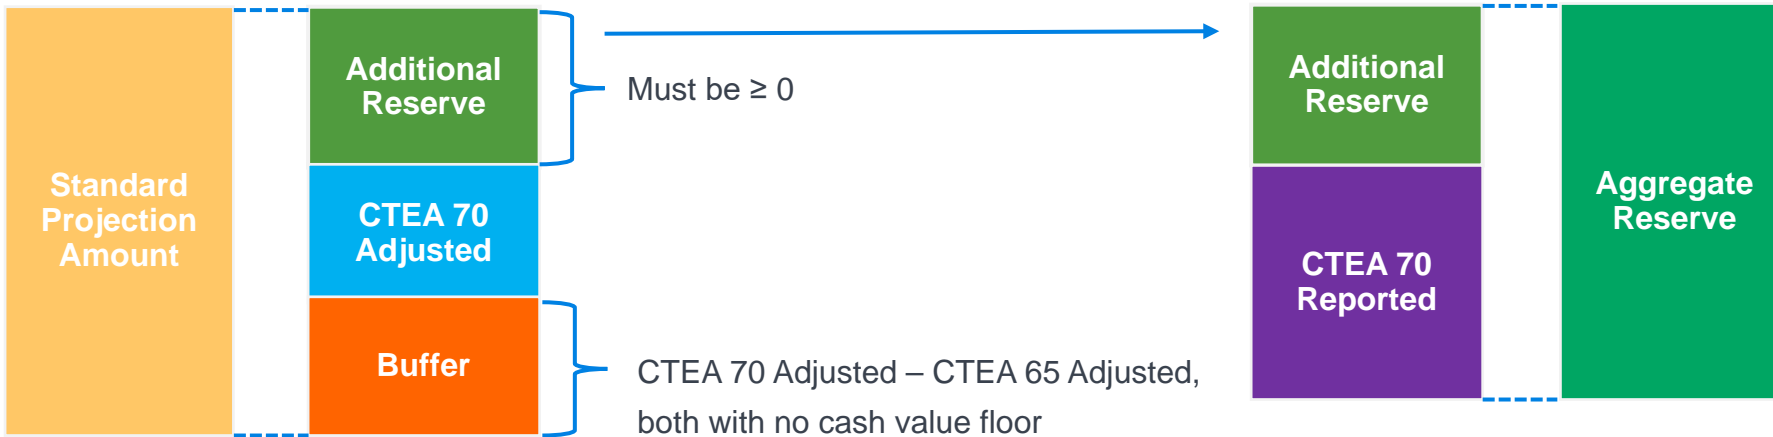 Standard
Projection
Amount
Additional
Reserve
CTEA 70
Adjusted
Buffer
Must be ≥ 0
CTEA 70 Adjusted – CTEA 65 Adjusted,
both with no cash value floor
Additional
Reserve
CTEA 70
Reported
Aggregate
Reserve